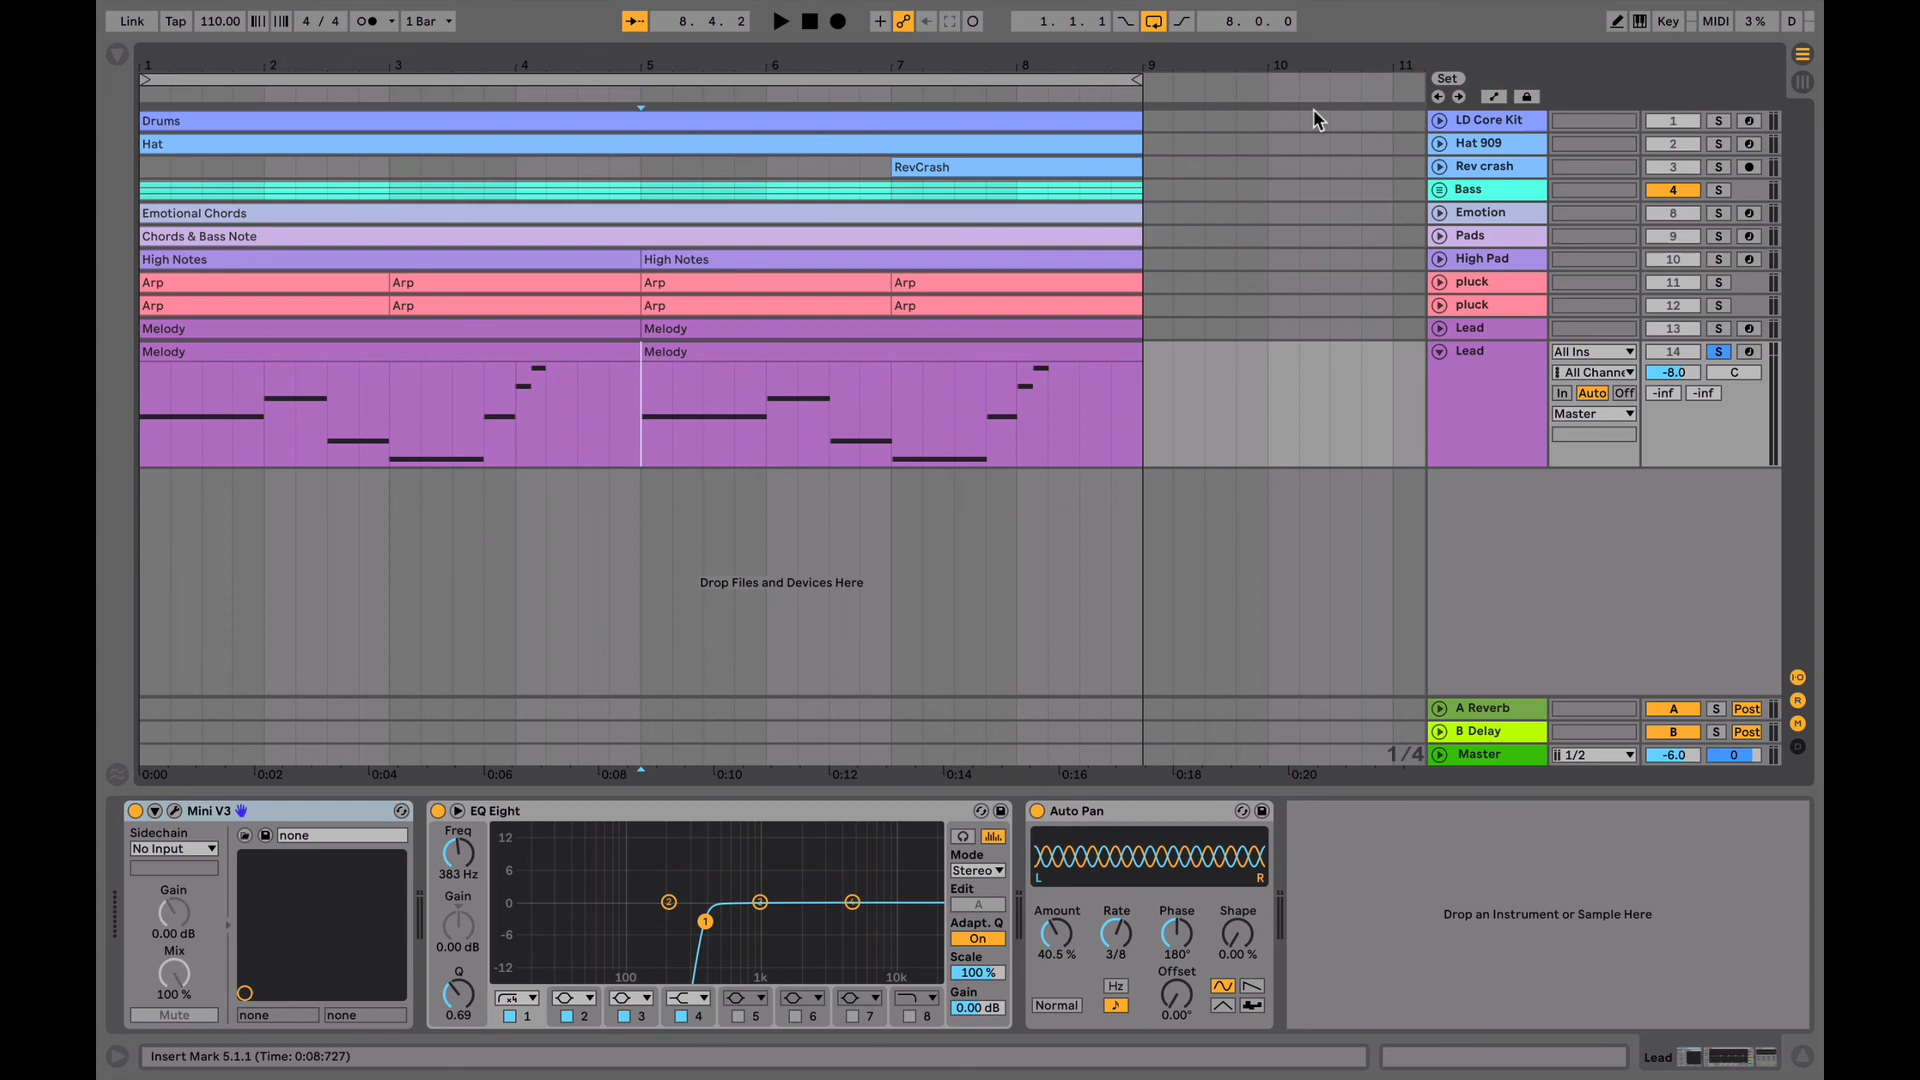 Link Tap 110.00 4 / 4 1 Bar 8. 4. 2 1. 1. 1 8. 0. 0 Key MIDI 3 % D
1 2 3 4 5 6 7 8 9 10 11
Set
Drums LD Core Kit 1 S
Hat Hat 909 2 S
RevCrash Rev crash 3 S
Bass 4 S
Emotional Chords Emotion 8 S
Chords & Bass Note Pads 9 S
High Notes High Notes High Pad 10 S
Arp Arp Arp Arp pluck 11 S
Arp Arp Arp Arp pluck 12 S
Melody Melody Lead 13 S
Melody Melody Lead All Ins 14 S
All Channe -8.0 C
In Auto Off -inf -inf
Master
Drop Files and Devices Here
A Reverb A S Post
B Delay B S Post
1/4 Master 1/2 -6.0 0
0:00 0:02 0:04 0:06 0:08 0:10 0:12 0:14 0:16 0:18 0:20
I·O
R
M
D
Mini V3
Sidechain
No Input
Gain
0.00 dB
Mix
100 %
Mute
none
none none
EQ Eight
Freq
383 Hz
Gain
0.00 dB
Q
0.69
12
6
0
-6
-12
100 1k 10k
1 2 3 4
x4
1 2 3 4 5 6 7 8
Mode
Stereo
Edit
A
Adapt. Q
On
Scale
100 %
Gain
0.00 dB
Auto Pan
L R
Amount Rate Phase Shape
40.5 % 3/8 180° 0.00 %
Normal Hz
Offset
0.00°
Drop an Instrument or Sample Here
Insert Mark 5.1.1 (Time: 0:08:727)
Lead